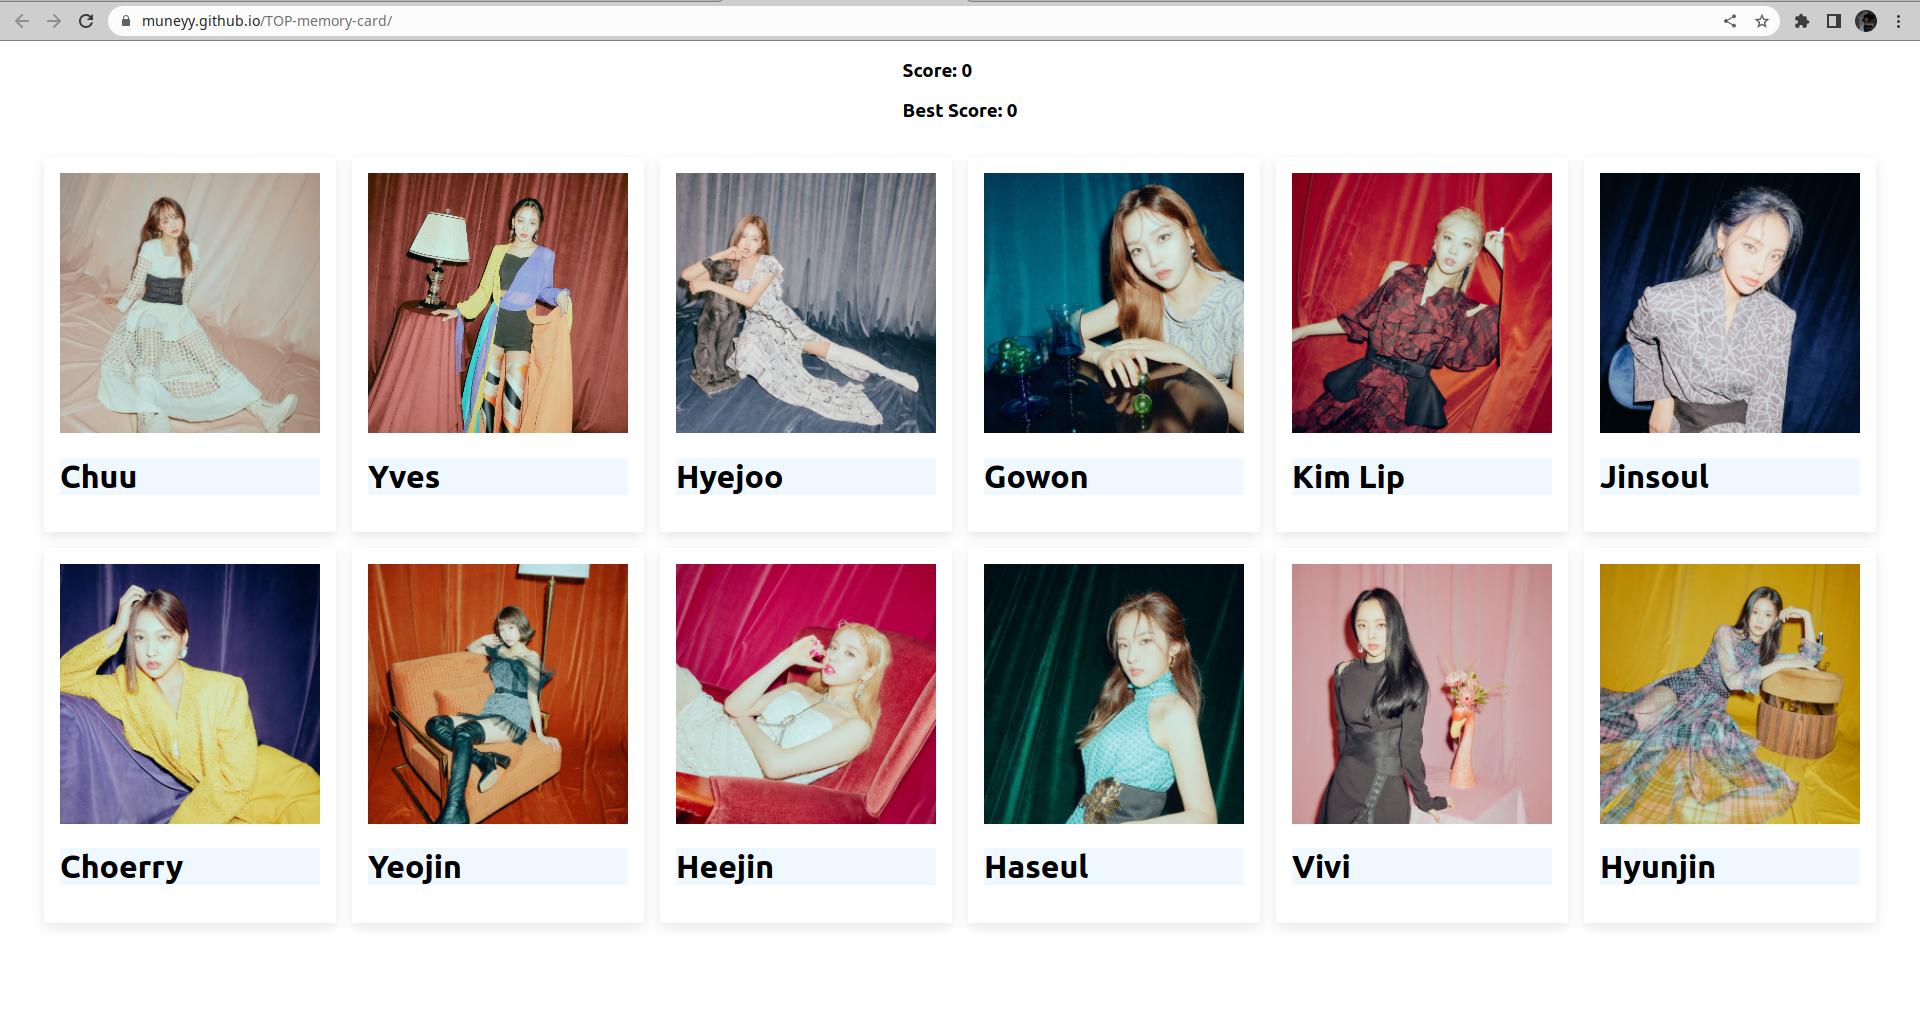 muneyy.github.io/TOP-memory-card/
Score: 0
Best Score: 0
Chuu
Yves
Hyejoo
Gowon
Kim Lip
Jinsoul
Choerry
Yeojin
Heejin
Haseul
Vivi
Hyunjin